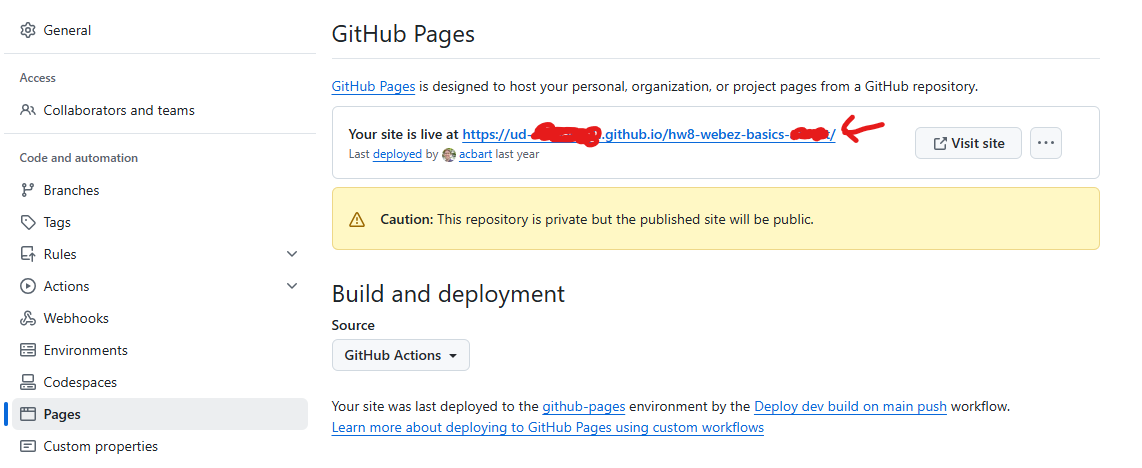 General
Access
Collaborators and teams
Code and automation
Branches
Tags
Rules
Actions
Webhooks
Environments
Codespaces
Pages
Custom properties
GitHub Pages
GitHub Pages is designed to host your personal, organization, or project pages from a GitHub repository.
Your site is live at https://ud- .github.io/hw8-webez-basics- /
Last deployed by acbart last year
Visit site
Caution: This repository is private but the published site will be public.
Build and deployment
Source
GitHub Actions
Your site was last deployed to the github-pages environment by the Deploy dev build on main push workflow.
Learn more about deploying to GitHub Pages using custom workflows